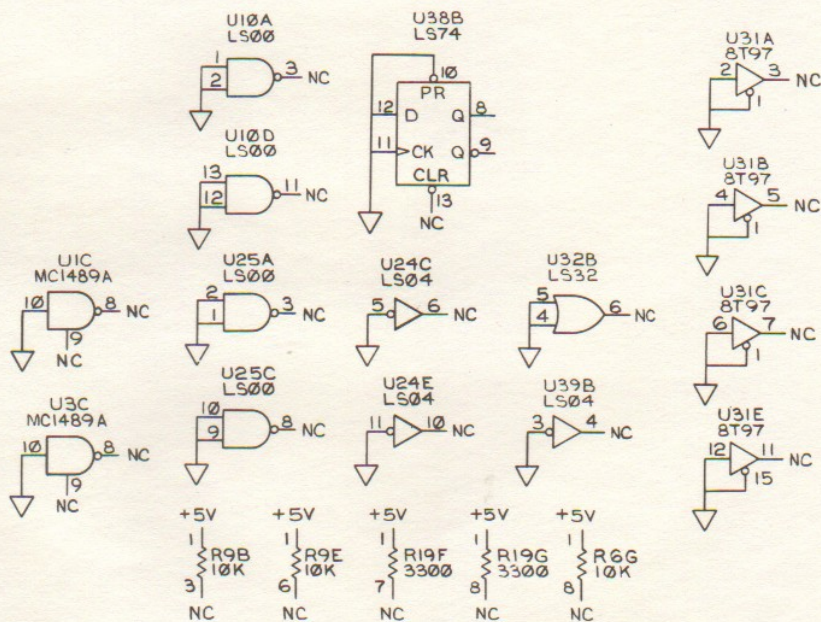 U10A
LS00
1
2
3
NC
U38B
LS74
10
PR
12
D
Q
8
11
CK
Q
9
CLR
13
NC
U31A
8T97
2
3
NC
1
U10D
LS00
13
12
11
NC
U31B
8T97
4
5
NC
1
U1C
MC1489A
10
8
NC
9
NC
U25A
LS00
2
1
3
NC
U24C
LS04
5
6
NC
U32B
LS32
5
4
6
NC
U31C
8T97
6
7
NC
1
U3C
MC1489A
10
8
NC
9
NC
U25C
LS00
10
9
8
NC
U24E
LS04
11
10
NC
U39B
LS04
3
4
NC
U31E
8T97
12
11
NC
15
+5V
1
R9B
10K
3
NC
+5V
1
R9E
10K
6
NC
+5V
1
R19F
3300
7
NC
+5V
1
R19G
3300
8
NC
+5V
1
R6G
10K
8
NC